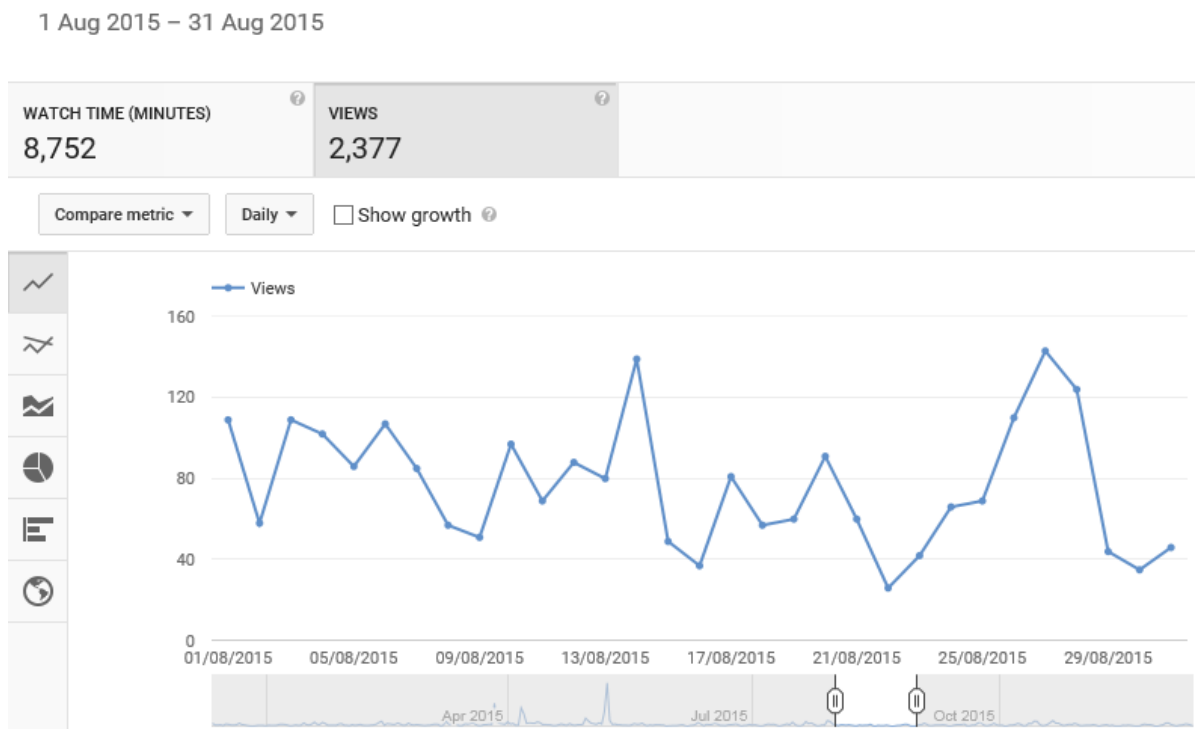 1 Aug 2015 – 31 Aug 2015
WATCH TIME (MINUTES) ?
8,752
VIEWS ?
2,377
Compare metric
Daily
Show growth ?
Views
160
120
80
40
0
01/08/2015 05/08/2015 09/08/2015 13/08/2015 17/08/2015 21/08/2015 25/08/2015 29/08/2015
Apr 2015 Jul 2015 Oct 2015